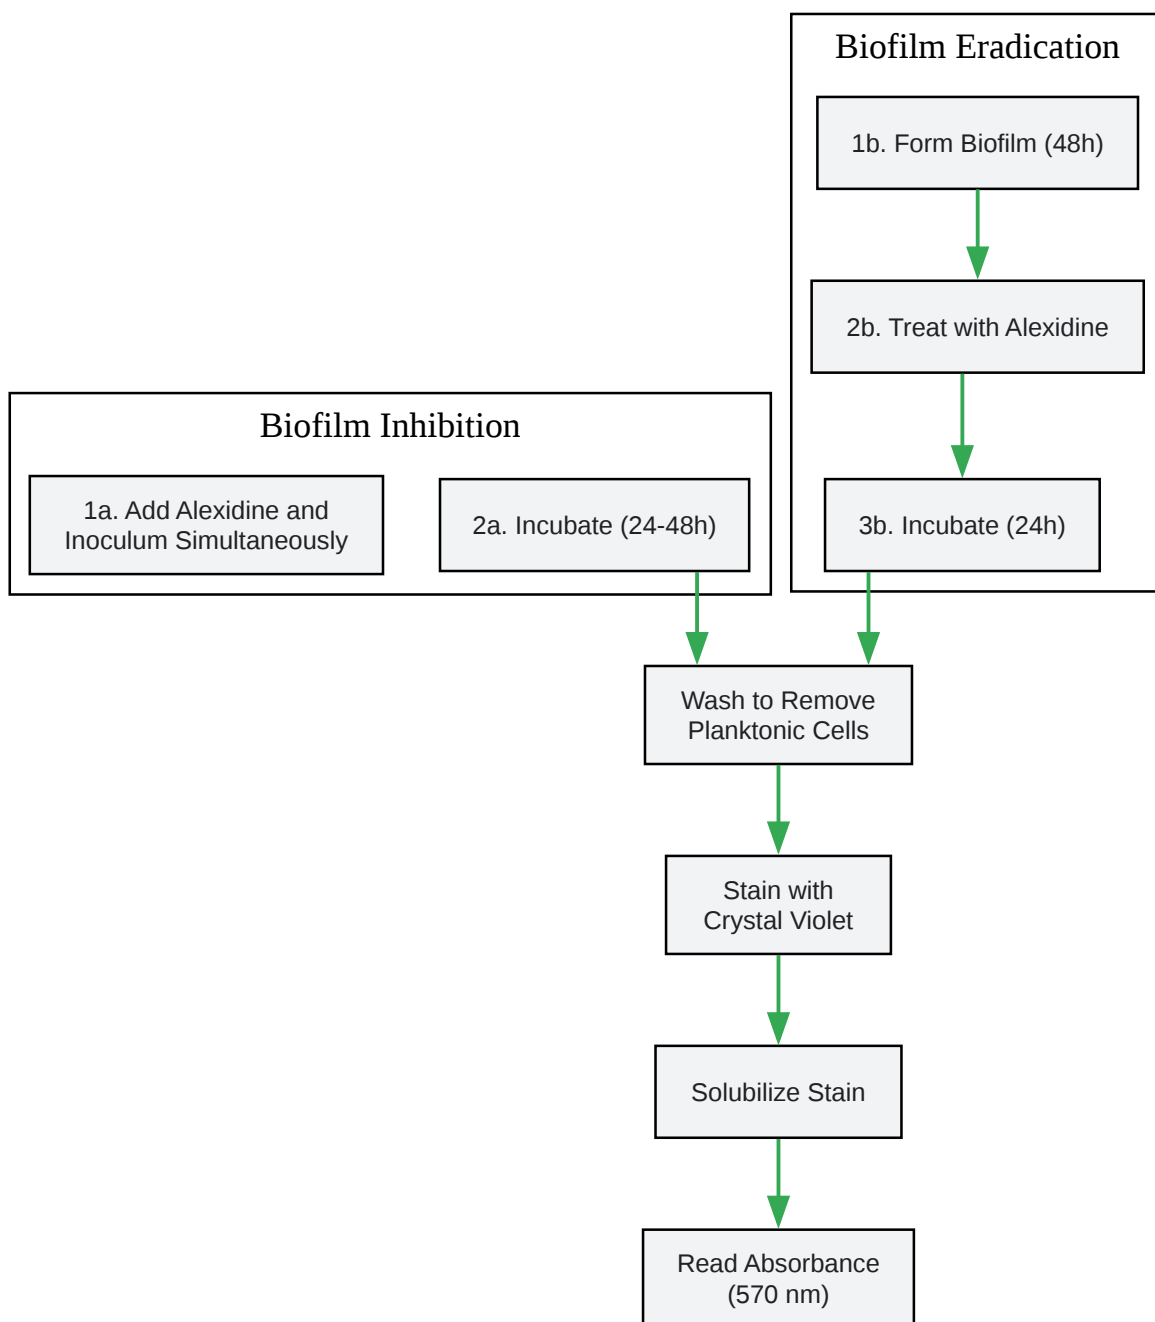 Biofilm Eradication
1b. Form Biofilm (48h)
2b. Treat with Alexidine
3b. Incubate (24h)
Biofilm Inhibition
1a. Add Alexidine and
Inoculum Simultaneously
2a. Incubate (24-48h)
Wash to Remove
Planktonic Cells
Stain with
Crystal Violet
Solubilize Stain
Read Absorbance
(570 nm)